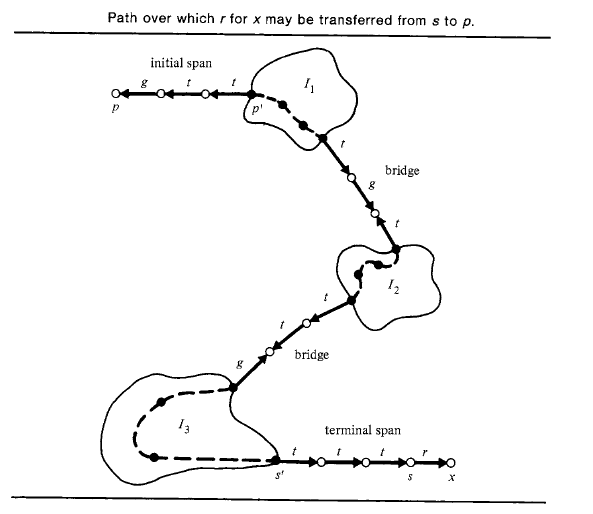 Path over which r for x may be transferred from s to p.
initial span
g t t
p
p'
I1
t
g
bridge
t
I2
t
t
g
bridge
I3
terminal span
t t t r
s' s x